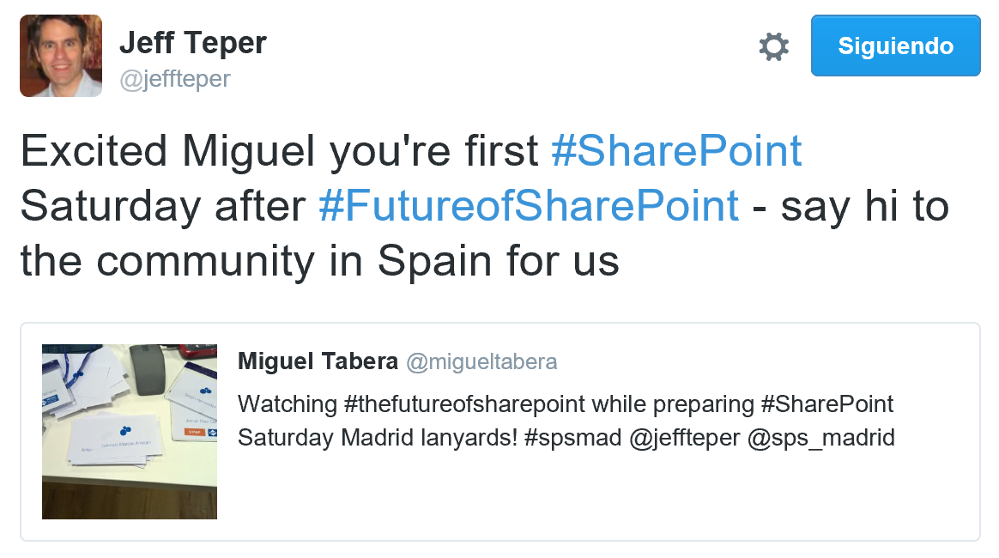 Jeff Teper
@jeffteper
Siguiendo
Excited Miguel you're first #SharePoint
Saturday after #FutureofSharePoint - say hi to
the community in Spain for us
Miguel Tabera @migueltabera
Watching #thefutureofsharepoint while preparing #SharePoint
Saturday Madrid lanyards! #spsmad @jeffteper @sps_madrid